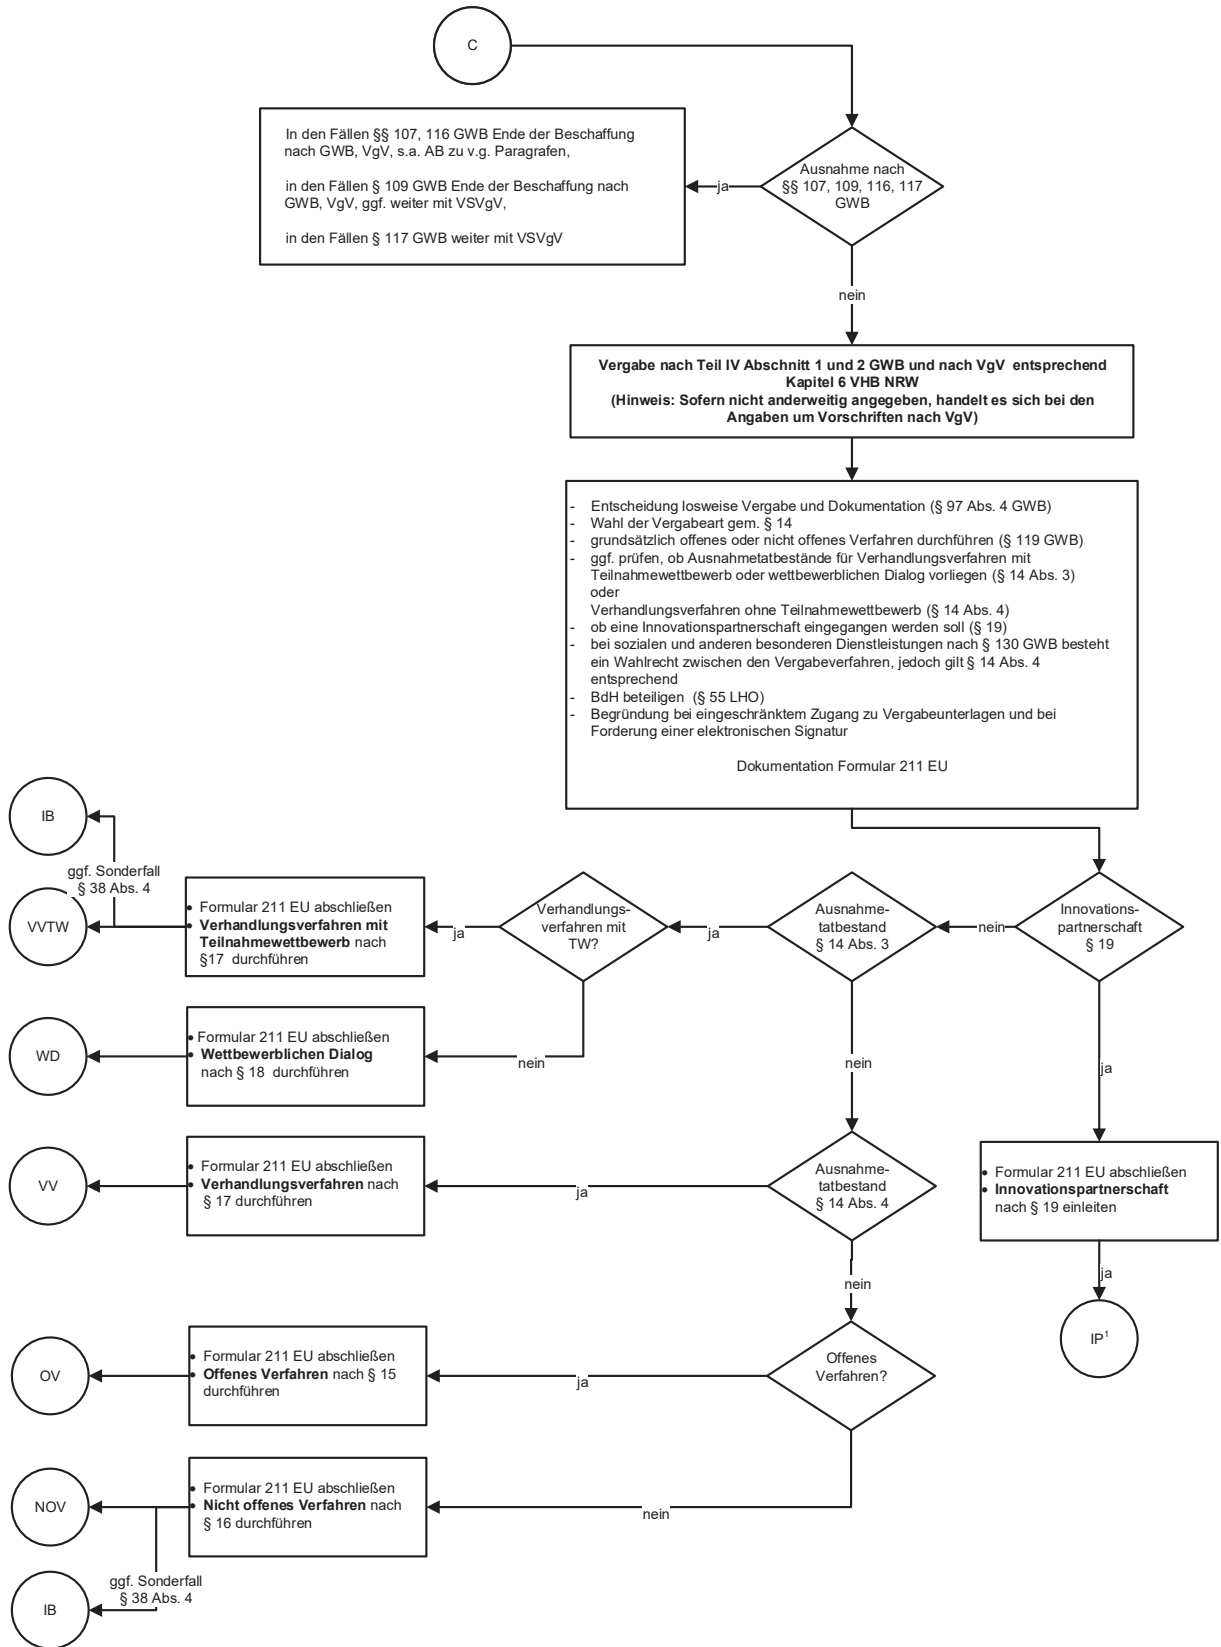 C
In den Fällen §§ 107, 116 GWB Ende der Beschaffung
nach GWB, VgV, s.a. AB zu v.g. Paragrafen,
in den Fällen § 109 GWB Ende der Beschaffung nach
GWB, VgV, ggf. weiter mit VSVgV,
in den Fällen § 117 GWB weiter mit VSVgV
ja
Ausnahme nach
§§ 107, 109, 116, 117
GWB
nein
Vergabe nach Teil IV Abschnitt 1 und 2 GWB und nach VgV entsprechend
Kapitel 6 VHB NRW
(Hinweis: Sofern nicht anderweitig angegeben, handelt es sich bei den
Angaben um Vorschriften nach VgV)
- Entscheidung losweise Vergabe und Dokumentation (§ 97 Abs. 4 GWB)
- Wahl der Vergabeart gem. § 14
- grundsätzlich offenes oder nicht offenes Verfahren durchführen (§ 119 GWB)
- ggf. prüfen, ob Ausnahmetatbestände für Verhandlungsverfahren mit
Teilnahmewettbewerb oder wettbewerblichen Dialog vorliegen (§ 14 Abs. 3)
oder
Verhandlungsverfahren ohne Teilnahmewettbewerb (§ 14 Abs. 4)
- ob eine Innovationspartnerschaft eingegangen werden soll (§ 19)
- bei sozialen und anderen besonderen Dienstleistungen nach § 130 GWB besteht
ein Wahlrecht zwischen den Vergabeverfahren, jedoch gilt § 14 Abs. 4
entsprechend
- BdH beteiligen (§ 55 LHO)
- Begründung bei eingeschränktem Zugang zu Vergabeunterlagen und bei
Forderung einer elektronischen Signatur
Dokumentation Formular 211 EU
IB
ggf. Sonderfall
§ 38 Abs. 4
VVTW
• Formular 211 EU abschließen
• Verhandlungsverfahren mit
Teilnahmewettbewerb nach
§17 durchführen
ja
Verhandlungs-
verfahren mit
TW?
ja
Ausnahme-
tatbestand
§ 14 Abs. 3
nein
Innovations-
partnerschaft
§ 19
WD
• Formular 211 EU abschließen
• Wettbewerblichen Dialog
nach § 18 durchführen
nein
nein
ja
VV
• Formular 211 EU abschließen
• Verhandlungsverfahren nach
§ 17 durchführen
ja
Ausnahme-
tatbestand
§ 14 Abs. 4
• Formular 211 EU abschließen
• Innovationspartnerschaft
nach § 19 einleiten
nein
ja
IP¹
OV
• Formular 211 EU abschließen
• Offenes Verfahren nach § 15
durchführen
ja
Offenes
Verfahren?
NOV
• Formular 211 EU abschließen
• Nicht offenes Verfahren nach
§ 16 durchführen
nein
ggf. Sonderfall
§ 38 Abs. 4
IB